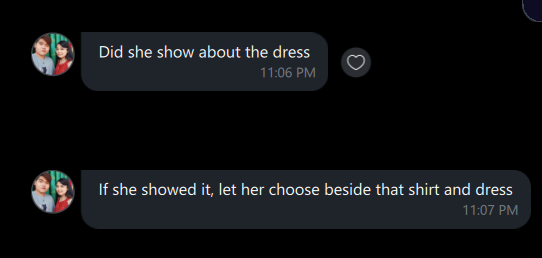 Did she show about the dress
11:06 PM
If she showed it, let her choose beside that shirt and dress
11:07 PM